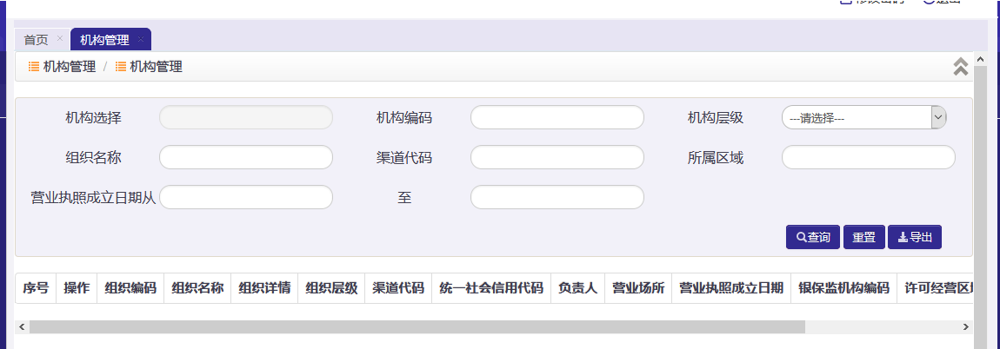 首页 × 机构管理 ×
机构管理 / 机构管理
机构选择 机构编码 机构层级 ---请选择---
组织名称 渠道代码 所属区域
营业执照成立日期从 至
查询 重置 导出
序号 操作 组织编码 组织名称 组织详情 组织层级 渠道代码 统一社会信用代码 负责人 营业场所 营业执照成立日期 银保监机构编码 许可经营区